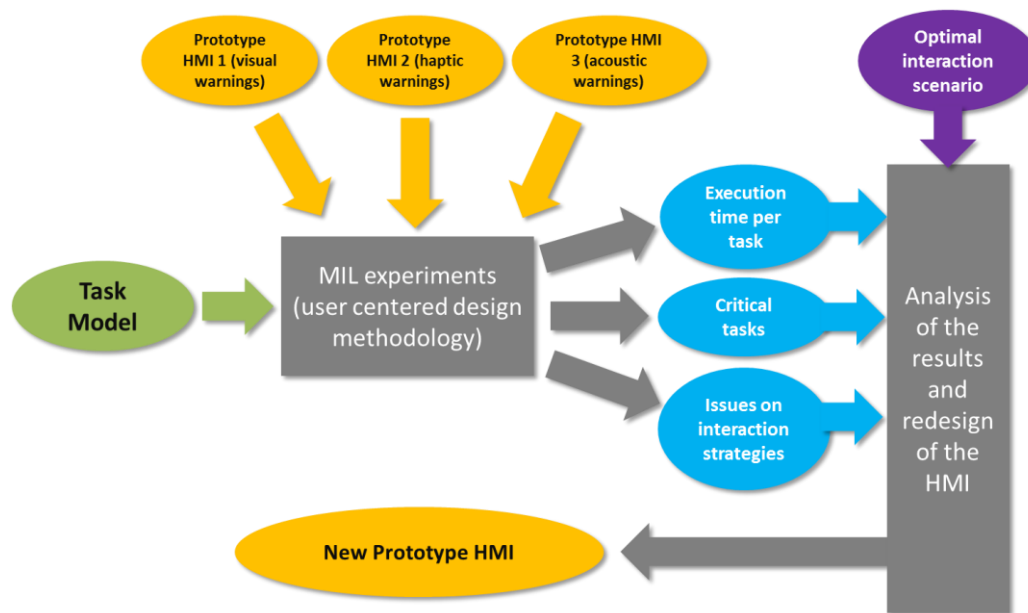 Prototype
HMI 1 (visual
warnings)
Prototype
HMI 2 (haptic
warnings)
Prototype HMI
3 (acoustic
warnings)
Optimal
interaction
scenario
Execution
time per
task
Task
Model
MIL experiments
(user centered design
methodology)
Critical
tasks
Issues on
interaction
strategies
Analysis
of the
results
and
redesign
of the
HMI
New Prototype HMI